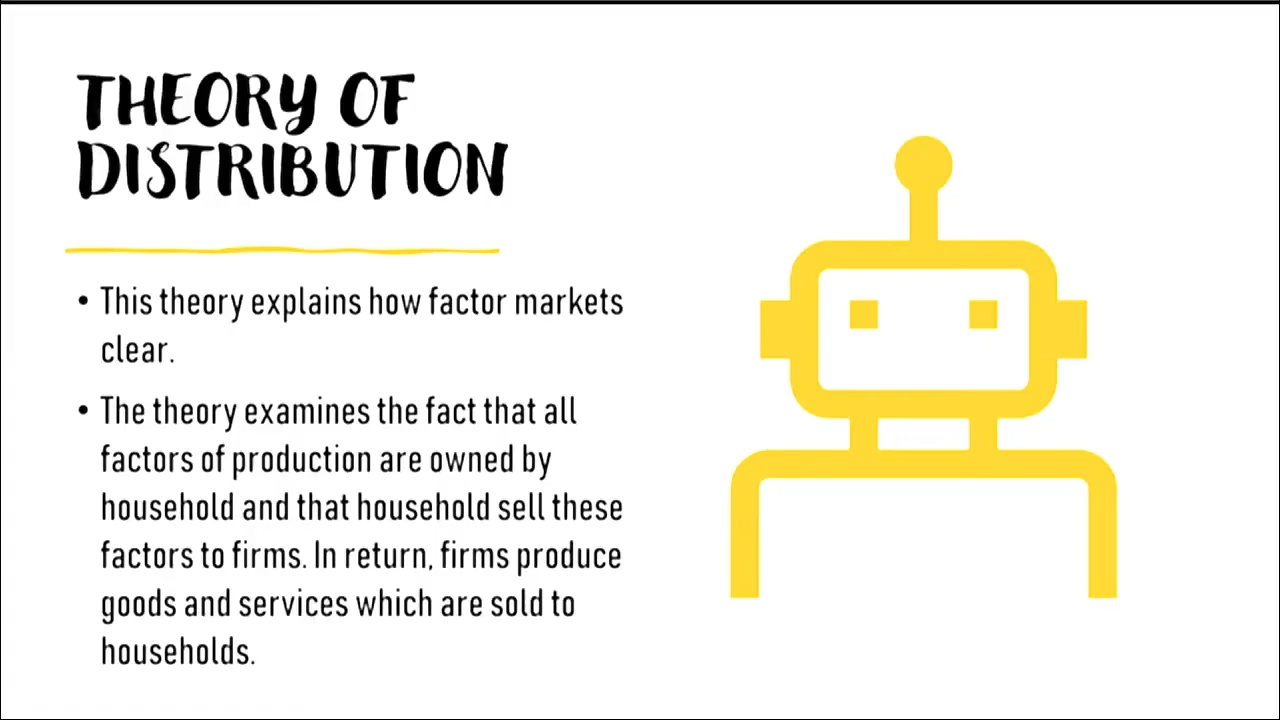 THEORY OF
DISTRIBUTION
• This theory explains how factor markets
clear.
• The theory examines the fact that all
factors of production are owned by
household and that household sell these
factors to firms. In return, firms produce
goods and services which are sold to
households.